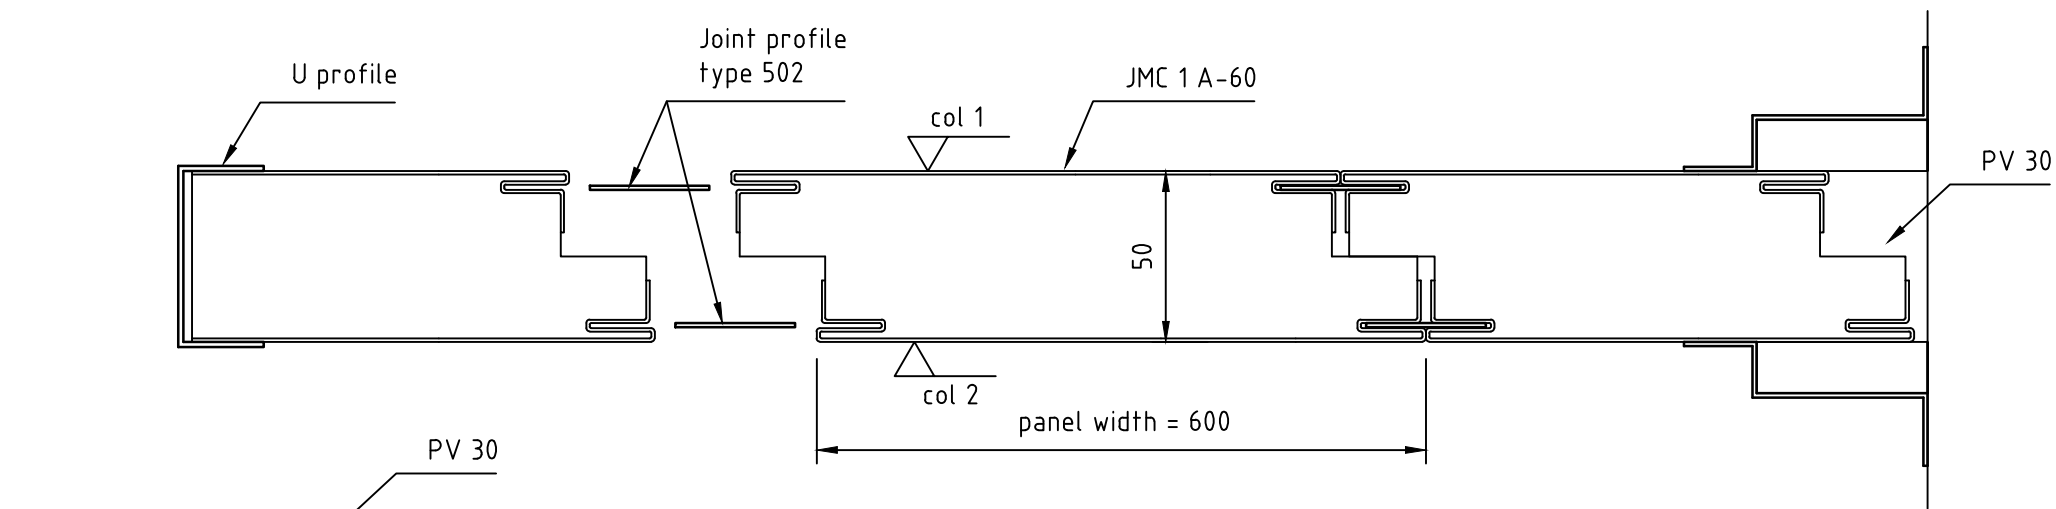 Joint profile
type 502
U profile
JMC 1 A-60
col 1
PV 30
50
col 2
panel width = 600
PV 30